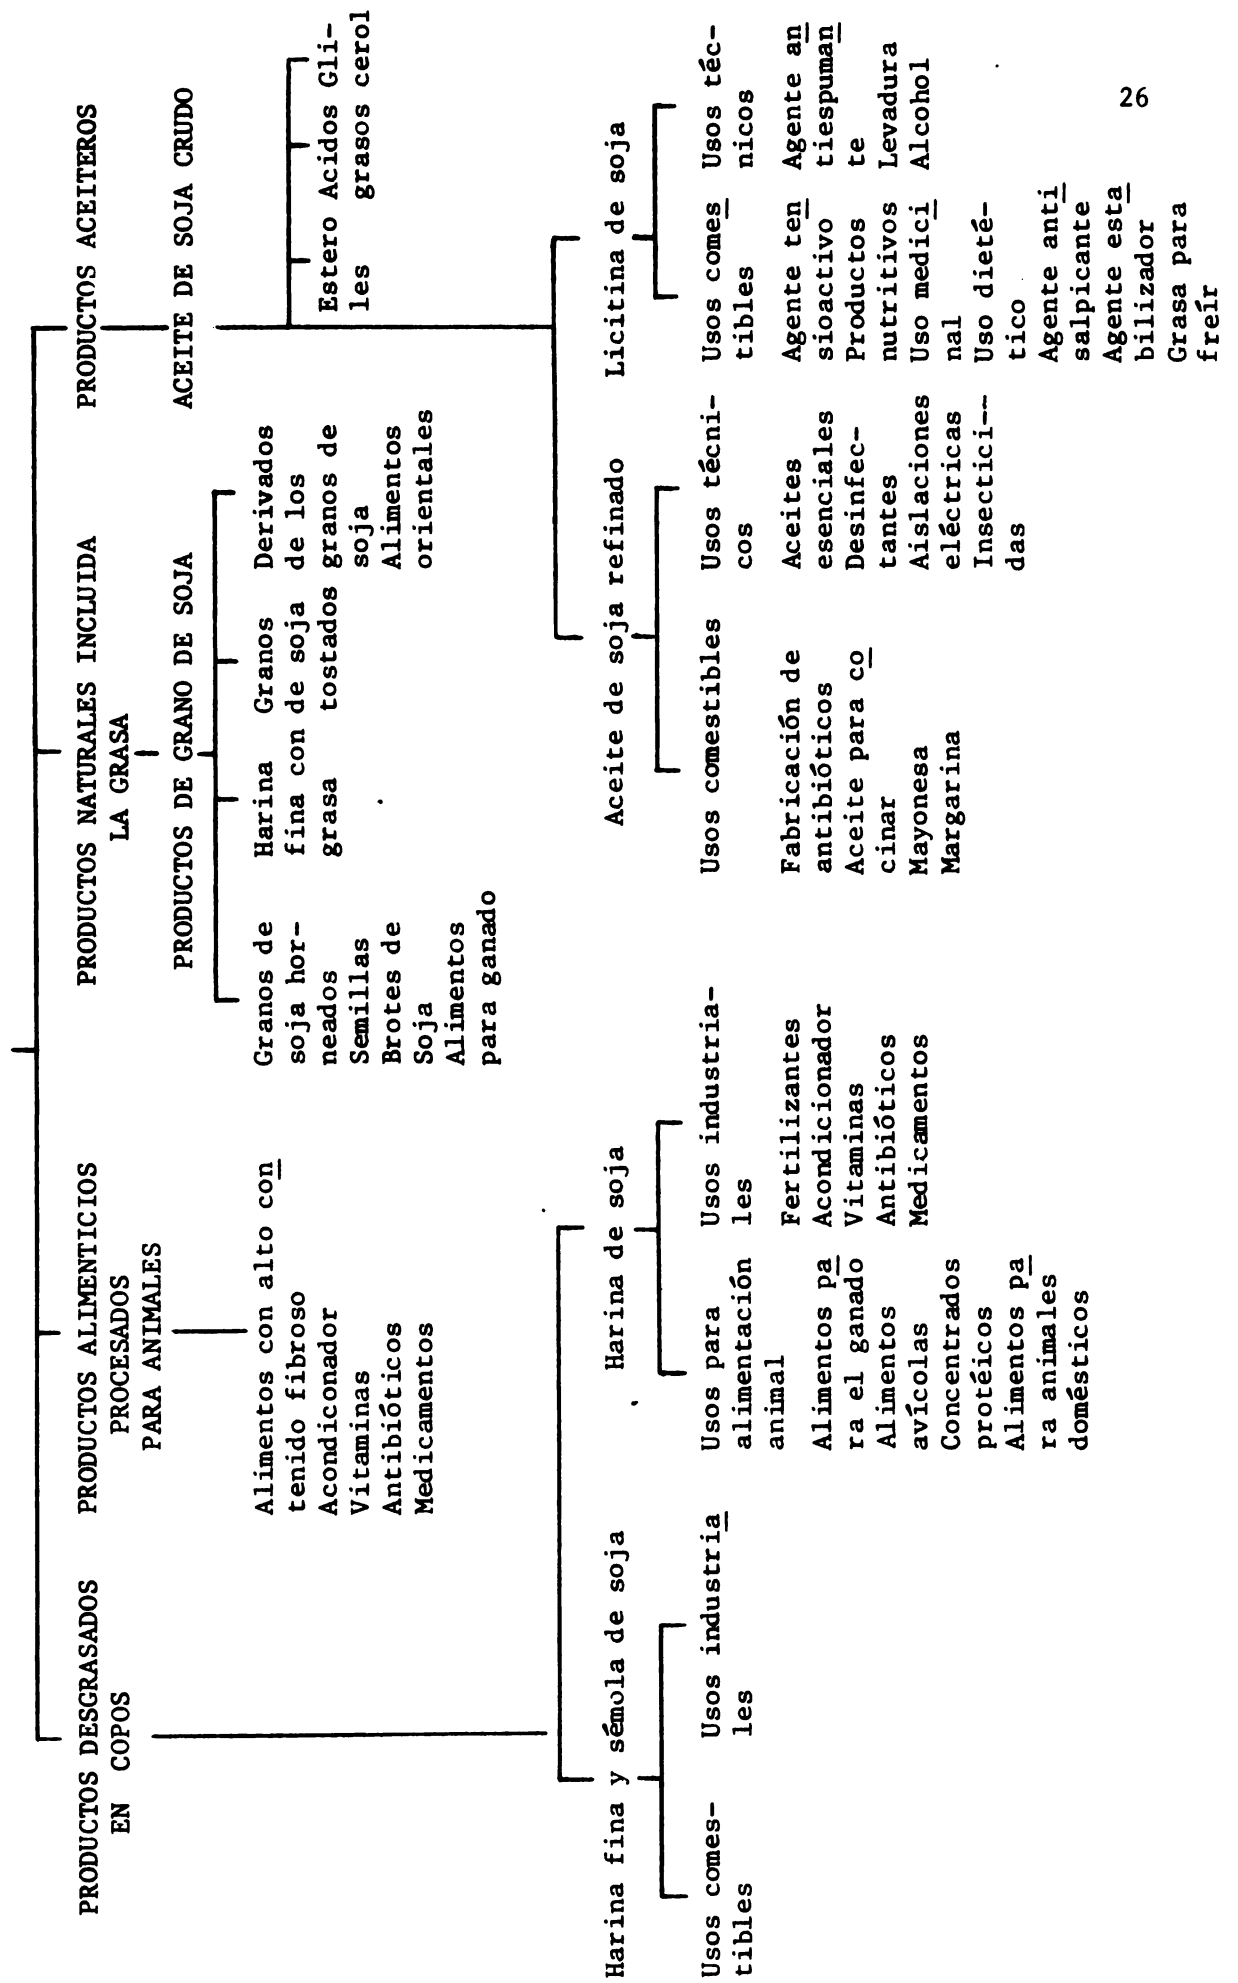 26
PRODUCTOS DESGRASADOS
EN COPOS
PRODUCTOS ALIMENTICIOS
PROCESADOS
PARA ANIMALES
PRODUCTOS NATURALES INCLUIDA
LA GRASA
PRODUCTOS ACEITEROS
Alimentos con alto con
tenido fibroso
Acondiconador
Vitaminas
Antibióticos
Medicamentos
PRODUCTOS DE GRANO DE SOJA
Granos de
soja hor-
neados
Semillas
Brotes de
Soja
Alimentos
para ganado
Harina
fina con
grasa
Granos
de soja
tostados
Derivados
de los
granos de
soja
Alimentos
orientales
ACEITE DE SOJA CRUDO
Estero
les
Acidos
grasos
Gli-
cerol
Harina fina y sémola de soja
Usos comes-
tibles
Usos industria
les
Harina de soja
Usos para
alimentación
animal
Alimentos pa
ra el ganado
Alimentos
avícolas
Concentrados
protéicos
Alimentos pa
ra animales
domésticos
Usos industria-
les
Fertilizantes
Acondicionador
Vitaminas
Antibióticos
Medicamentos
Aceite de soja refinado
Usos comestibles
Fabricación de
antibióticos
Aceite para co
cinar
Mayonesa
Margarina
Usos técni-
cos
Aceites
esenciales
Desinfec-
tantes
Aislaciones
eléctricas
Insectici--
das
Licitina de soja
Usos comes
tibles
Agente ten
sioactivo
Productos
nutritivos
Uso medici
nal
Uso dieté-
tico
Agente anti
salpicante
Agente esta
bilizador
Grasa para
freír
Usos téc-
nicos
Agente an
tiespuman
te
Levadura
Alcohol